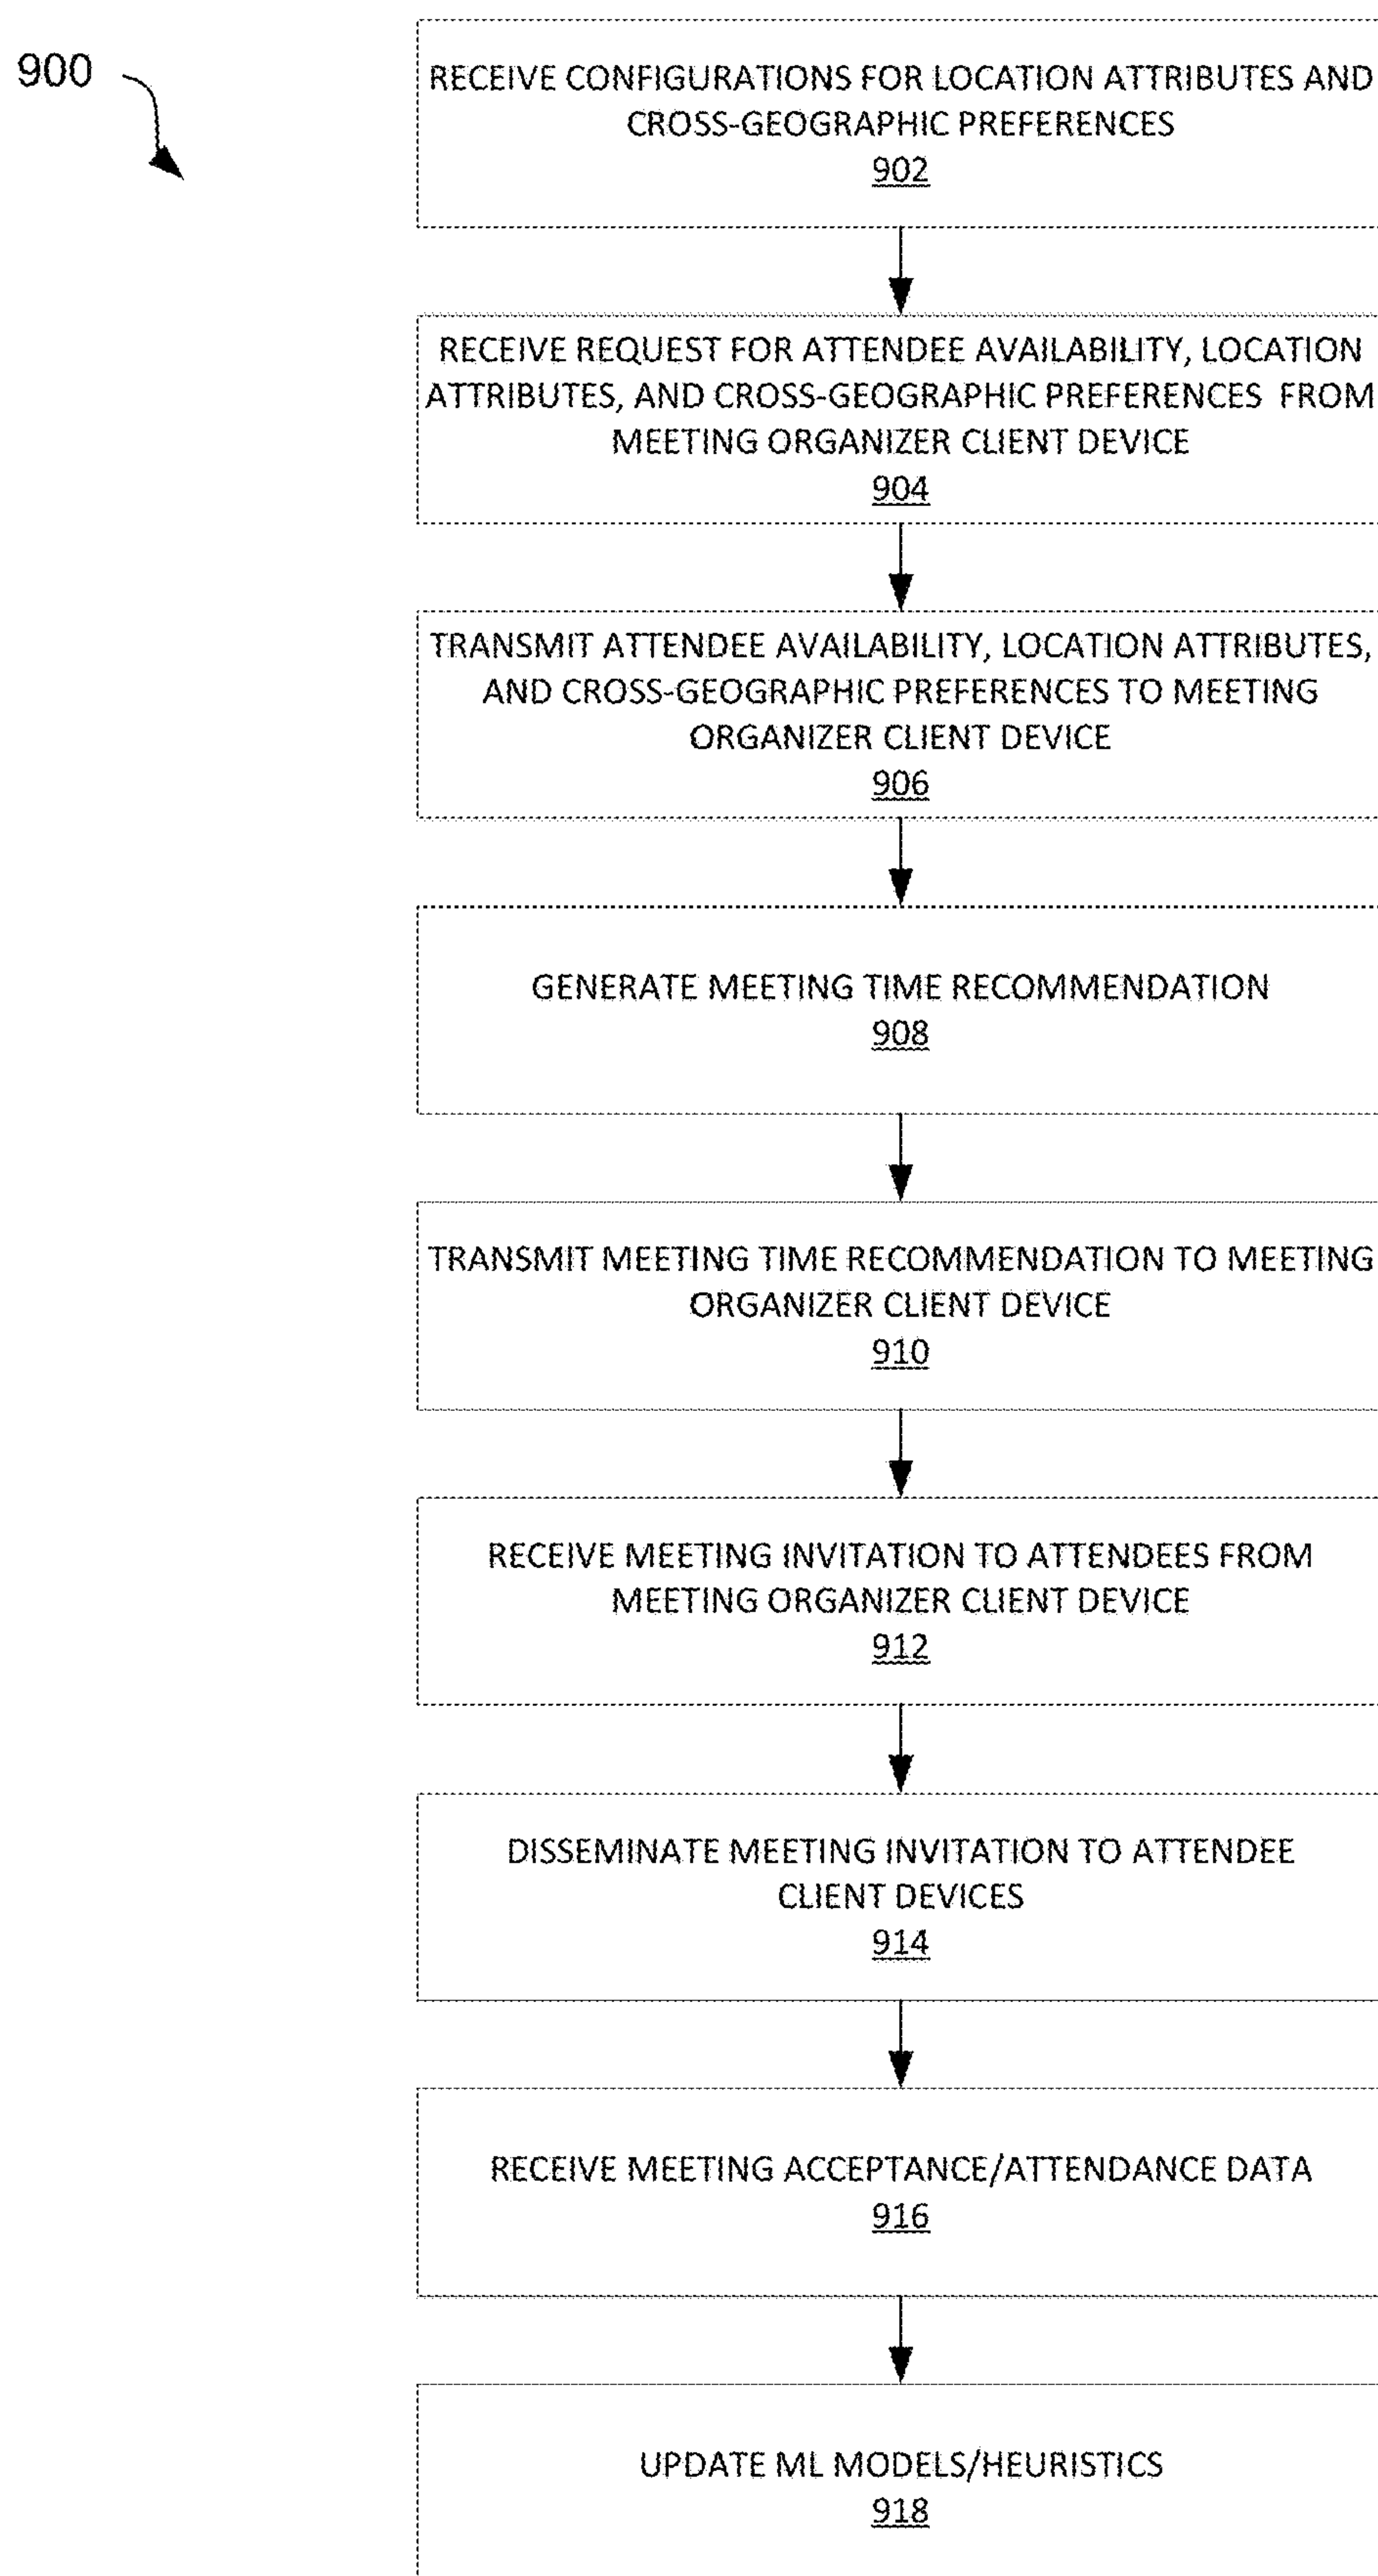 900
RECEIVE CONFIGURATIONS FOR LOCATION ATTRIBUTES AND
CROSS-GEOGRAPHIC PREFERENCES
902
RECEIVE REQUEST FOR ATTENDEE AVAILABILITY, LOCATION
ATTRIBUTES, AND CROSS-GEOGRAPHIC PREFERENCES FROM
MEETING ORGANIZER CLIENT DEVICE
904
TRANSMIT ATTENDEE AVAILABILITY, LOCATION ATTRIBUTES,
AND CROSS-GEOGRAPHIC PREFERENCES TO MEETING
ORGANIZER CLIENT DEVICE
906
GENERATE MEETING TIME RECOMMENDATION
908
TRANSMIT MEETING TIME RECOMMENDATION TO MEETING
ORGANIZER CLIENT DEVICE
910
RECEIVE MEETING INVITATION TO ATTENDEES FROM
MEETING ORGANIZER CLIENT DEVICE
912
DISSEMINATE MEETING INVITATION TO ATTENDEE
CLIENT DEVICES
914
RECEIVE MEETING ACCEPTANCE/ATTENDANCE DATA
916
UPDATE ML MODELS/HEURISTICS
918